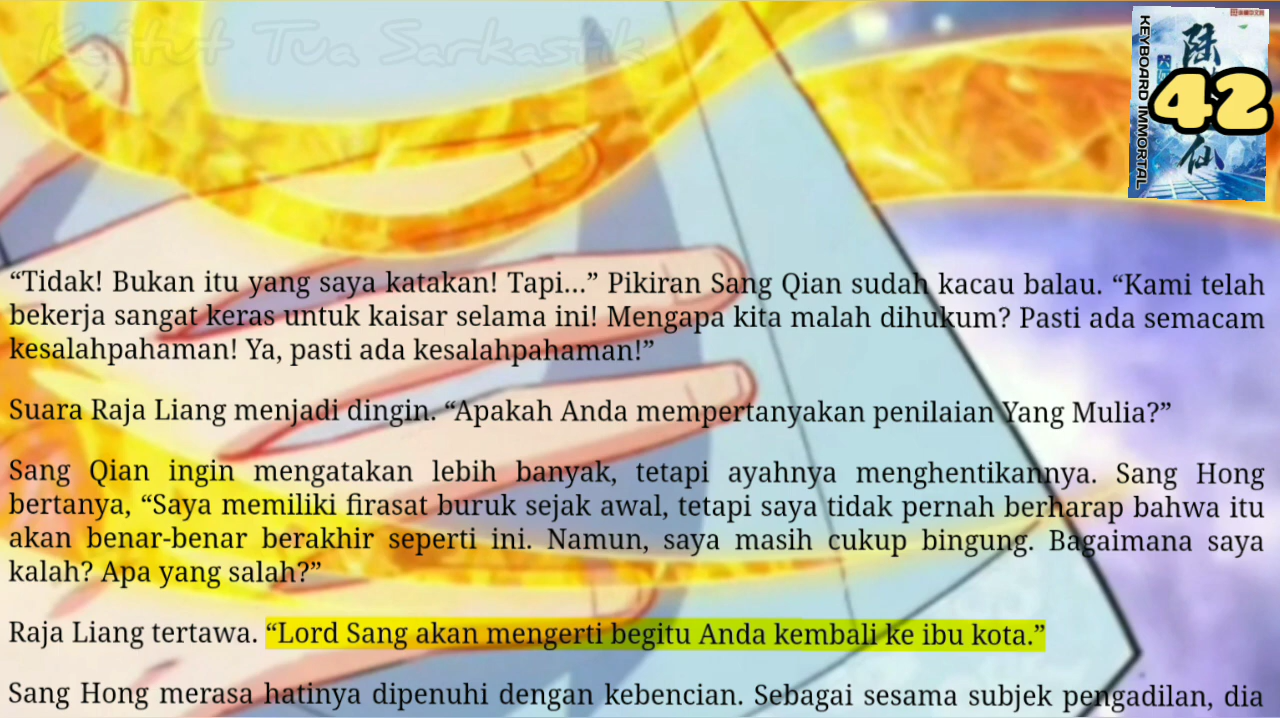 Kaitut Tua Sarkastik
KEYBOARD IMMORTAL
陆
仙
42
“Tidak! Bukan itu yang saya katakan! Tapi...” Pikiran Sang Qian sudah kacau balau. “Kami telah
bekerja sangat keras untuk kaisar selama ini! Mengapa kita malah dihukum? Pasti ada semacam
kesalahpahaman! Ya, pasti ada kesalahpahaman!”
Suara Raja Liang menjadi dingin. “Apakah Anda mempertanyakan penilaian Yang Mulia?”
Sang Qian ingin mengatakan lebih banyak, tetapi ayahnya menghentikannya. Sang Hong
bertanya, “Saya memiliki firasat buruk sejak awal, tetapi saya tidak pernah berharap bahwa itu
akan benar-benar berakhir seperti ini. Namun, saya masih cukup bingung. Bagaimana saya
kalah? Apa yang salah?”
Raja Liang tertawa. “Lord Sang akan mengerti begitu Anda kembali ke ibu kota.”
Sang Hong merasa hatinya dipenuhi dengan kebencian. Sebagai sesama subjek pengadilan, dia